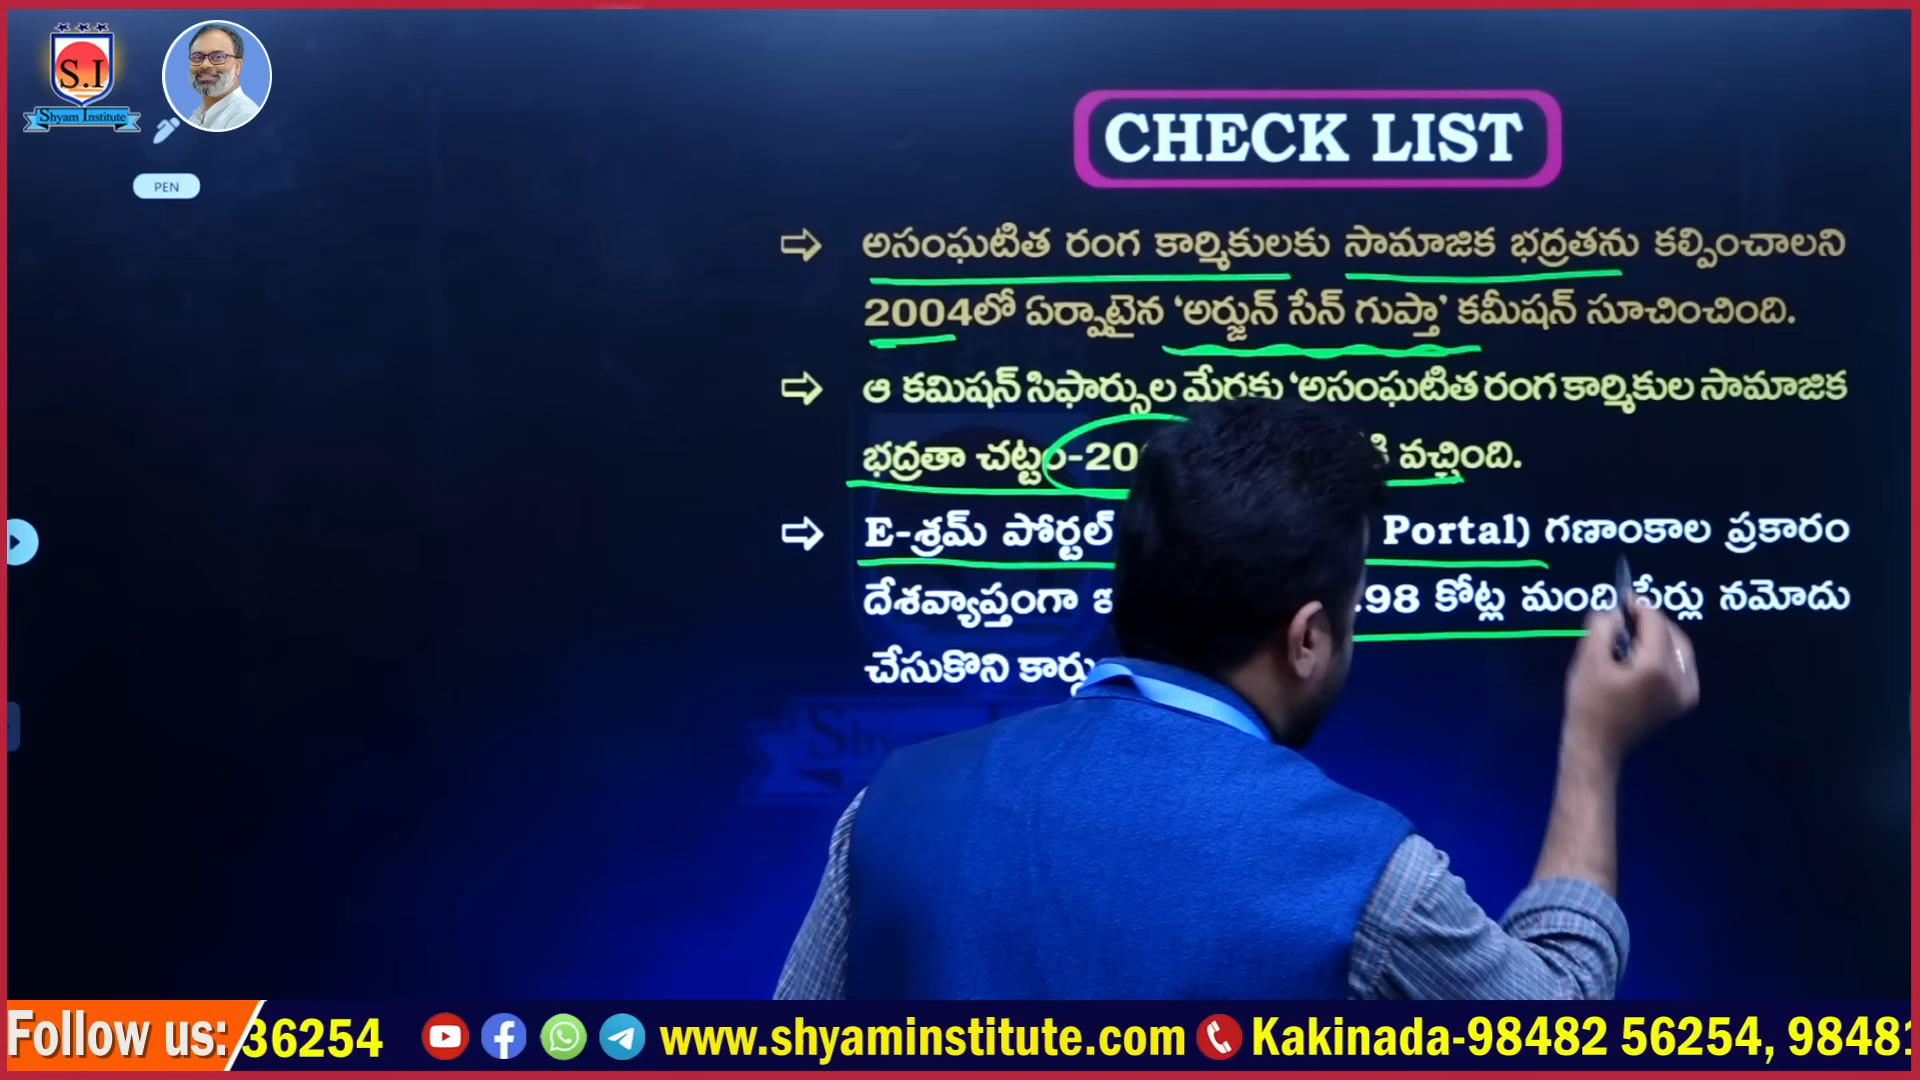 S.I
Shyam Institute
PEN
CHECK LIST
అసంఘటిత రంగ కార్మికులకు సామాజిక భద్రతను కల్పించాలని
2004లో ఏర్పాటైన ‘అర్జున్ సేన్ గుప్తా’ కమీషన్ సూచించింది.
ఆ కమిషన్ సిఫార్సుల మేరకు ‘అసంఘటిత రంగ కార్మికుల సామాజిక
భద్రతా చట్టం-20 వచ్చింది.
E-శ్రమ్ పోర్టల్ Portal) గణాంకాల ప్రకారం
దేశవ్యాప్తంగా .98 కోట్ల మంది పేర్లు నమోదు
చేసుకొని
Follow us: 36254 www.shyaminstitute.com Kakinada-98482 56254, 9848